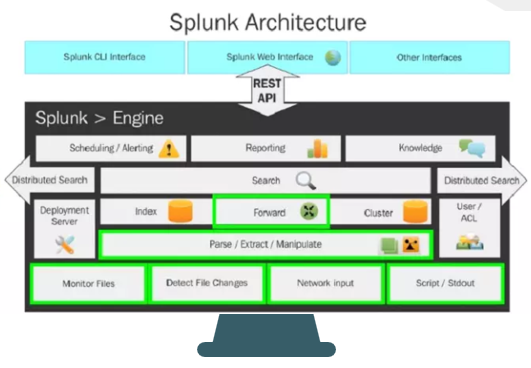 Splunk Architecture
Splunk CLI Interface
Splunk Web Interface
Other Interfaces
REST
API
Splunk > Engine
Scheduling / Alerting
Reporting
Knowledge
Distributed Search
Search
Distributed Search
Deployment
Server
Index
Forward
Cluster
User /
ACL
Parse / Extract / Manipulate
Monitor Files
Detect File Changes
Network input
Script / Stdout